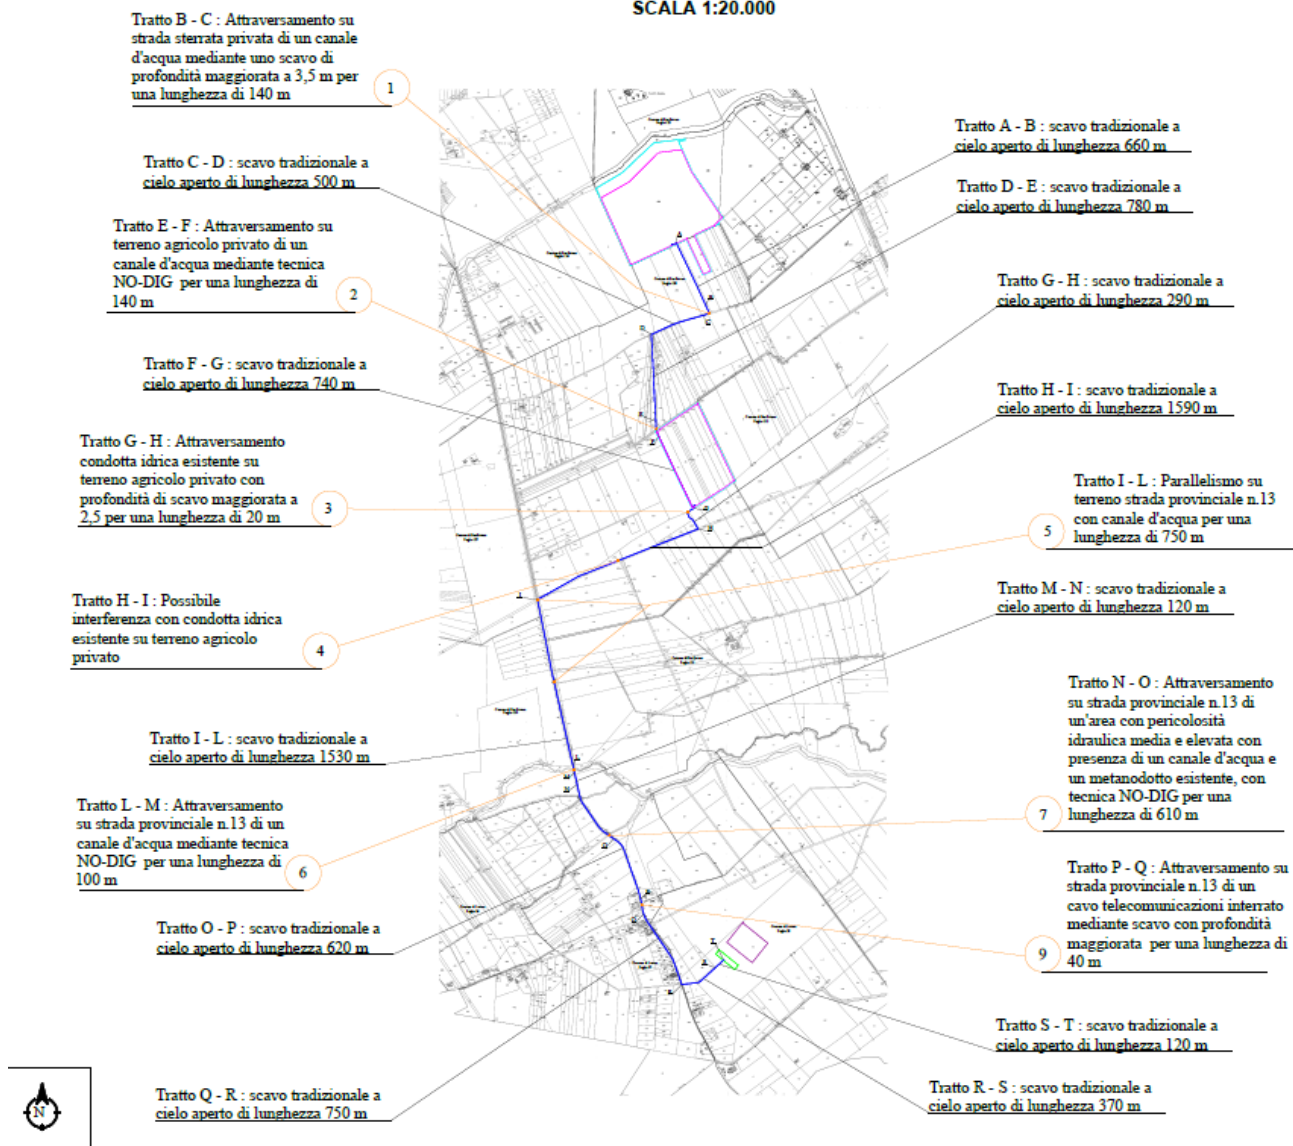 SCALA 1:20.000
Tratto B - C : Attraversamento su
strada sterrata privata di un canale
d'acqua mediante uno scavo di
profondità maggiorata a 3,5 m per
una lunghezza di 140 m
1
Tratto C - D : scavo tradizionale a
cielo aperto di lunghezza 500 m
Tratto E - F : Attraversamento su
terreno agricolo privato di un
canale d'acqua mediante tecnica
NO-DIG per una lunghezza di
140 m
2
Tratto F - G : scavo tradizionale a
cielo aperto di lunghezza 740 m
Tratto G - H : Attraversamento
condotta idrica esistente su
terreno agricolo privato con
profondità di scavo maggiorata a
2,5 per una lunghezza di 20 m
3
Tratto H - I : Possibile
interferenza con condotta idrica
esistente su terreno agricolo
privato
4
Tratto I - L : scavo tradizionale a
cielo aperto di lunghezza 1530 m
Tratto L - M : Attraversamento
su strada provinciale n.13 di un
canale d'acqua mediante tecnica
NO-DIG per una lunghezza di
100 m
6
Tratto O - P : scavo tradizionale a
cielo aperto di lunghezza 620 m
Tratto Q - R : scavo tradizionale a
cielo aperto di lunghezza 750 m
N
Tratto A - B : scavo tradizionale a
cielo aperto di lunghezza 660 m
Tratto D - E : scavo tradizionale a
cielo aperto di lunghezza 780 m
Tratto G - H : scavo tradizionale a
cielo aperto di lunghezza 290 m
Tratto H - I : scavo tradizionale a
cielo aperto di lunghezza 1590 m
Tratto I - L : Parallelismo su
terreno strada provinciale n.13
con canale d'acqua per una
lunghezza di 750 m
5
Tratto M - N : scavo tradizionale a
cielo aperto di lunghezza 120 m
Tratto N - O : Attraversamento
su strada provinciale n.13 di
un'area con pericolosità
idraulica media e elevata con
presenza di un canale d'acqua e
un metanodotto esistente, con
tecnica NO-DIG per una
lunghezza di 610 m
7
Tratto P - Q : Attraversamento su
strada provinciale n.13 di un
cavo telecomunicazioni interrato
mediante scavo con profondità
maggiorata per una lunghezza di
40 m
9
Tratto S - T : scavo tradizionale a
cielo aperto di lunghezza 120 m
Tratto R - S : scavo tradizionale a
cielo aperto di lunghezza 370 m